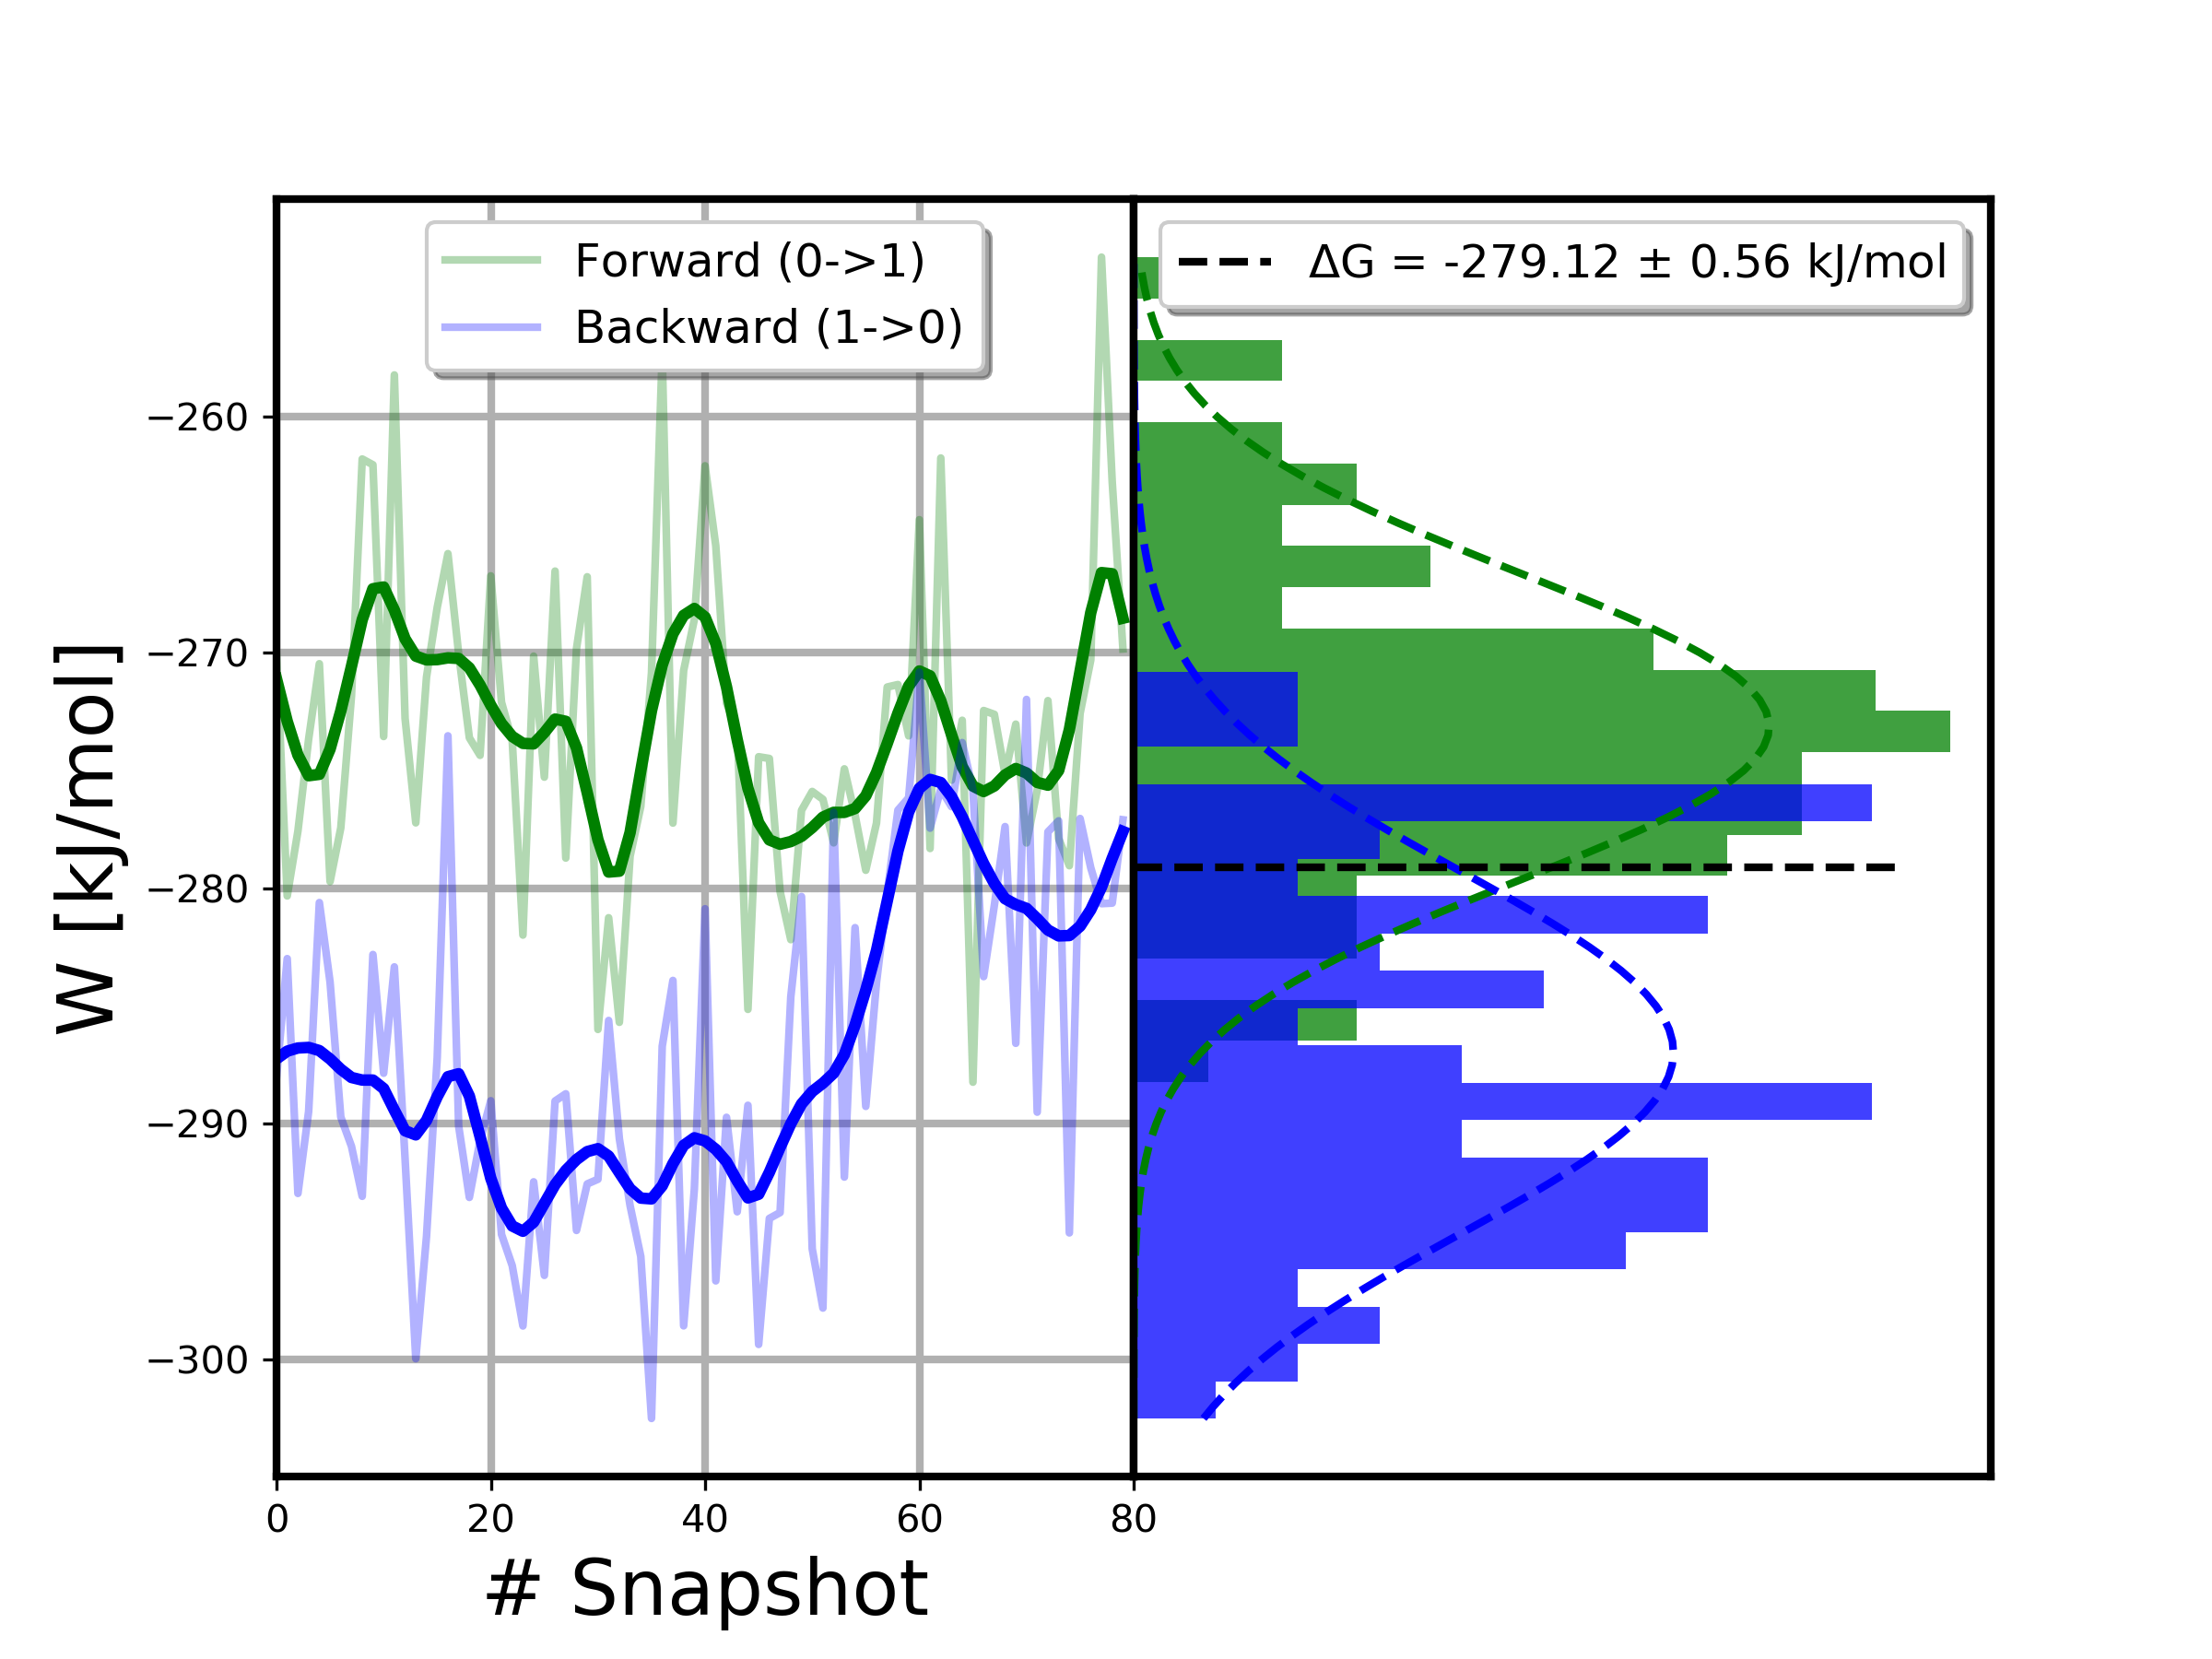 Forward (0->1)
Backward (1->0)
ΔG = -279.12 ± 0.56 kJ/mol
W [kJ/mol]
−260
−270
−280
−290
−300
0 20 40 60 80
# Snapshot